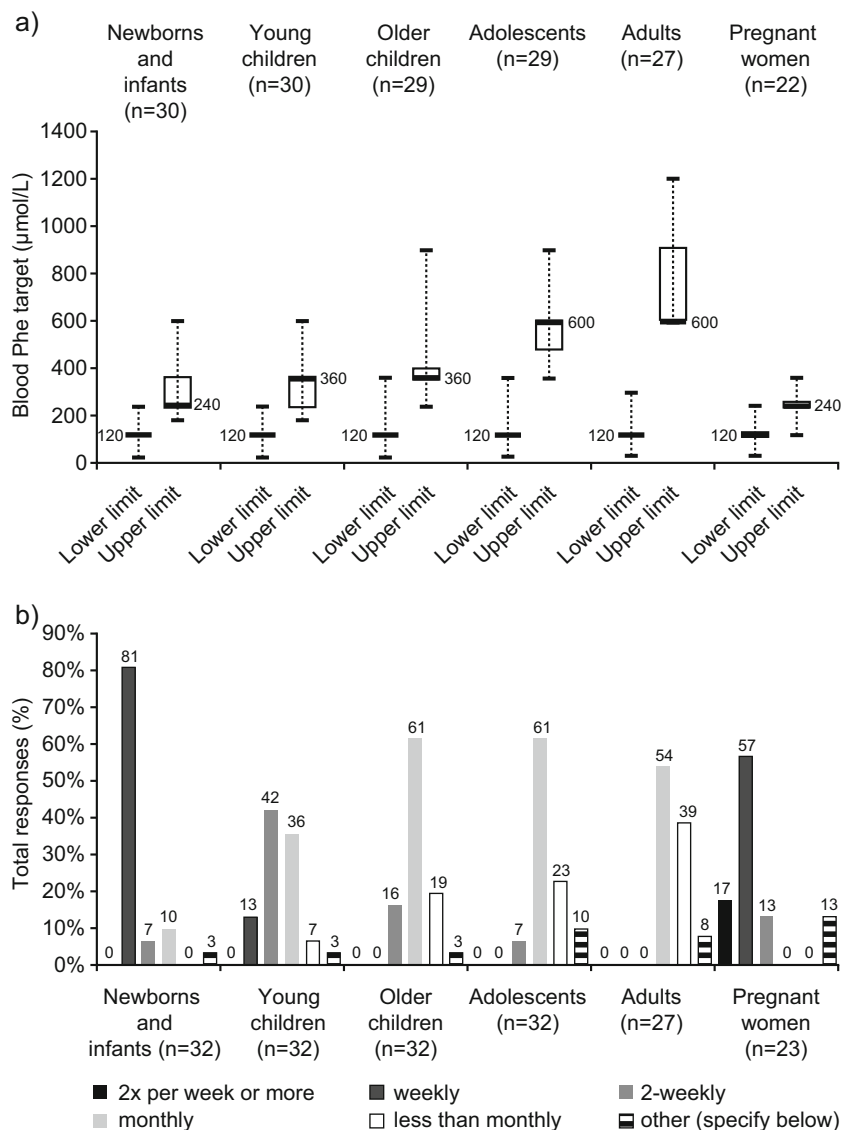 a)
Newborns and infants (n=30)
Young children (n=30)
Older children (n=29)
Adolescents (n=29)
Adults (n=27)
Pregnant women (n=22)
Blood Phe target (µmol/L)
1400
1200
1000
800
600
400
200
0
120
240
120
360
120
360
120
600
120
600
120
240
Lower limit
Upper limit
Lower limit
Upper limit
Lower limit
Upper limit
Lower limit
Upper limit
Lower limit
Upper limit
Lower limit
Upper limit
b)
Total responses (%)
90%
80%
70%
60%
50%
40%
30%
20%
10%
0%
0 81 7 10 0 3
0 13 42 36 7 3
0 0 16 61 19 3
0 0 7 61 23 10
0 0 0 54 39 8
17 57 13 0 0 13
Newborns and infants (n=32)
Young children (n=32)
Older children (n=32)
Adolescents (n=32)
Adults (n=27)
Pregnant women (n=23)
2x per week or more
weekly
2-weekly
monthly
less than monthly
other (specify below)